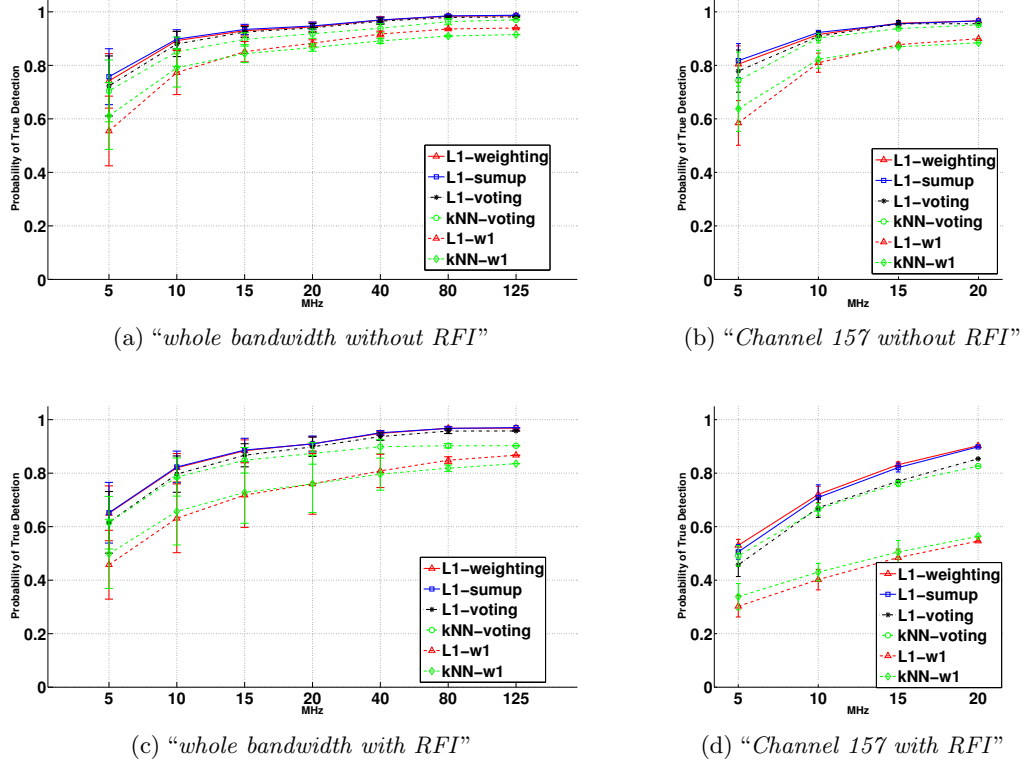 Probability of True Detection
1
0.8
0.6
0.4
0.2
0
5 10 15 20 40 80 125
MHz
L1-weighting
L1-sumup
L1-voting
kNN-voting
L1-w1
kNN-w1
(a) “whole bandwidth without RFI”
Probability of True Detection
1
0.8
0.6
0.4
0.2
0
5 10 15 20
MHz
L1-weighting
L1-sumup
L1-voting
kNN-voting
L1-w1
kNN-w1
(b) “Channel 157 without RFI”
Probability of True Detection
1
0.8
0.6
0.4
0.2
0
5 10 15 20 40 80 125
MHz
L1-weighting
L1-sumup
L1-voting
kNN-voting
L1-w1
kNN-w1
(c) “whole bandwidth with RFI”
Probability of True Detection
1
0.8
0.6
0.4
0.2
0
5 10 15 20
MHz
L1-weighting
L1-sumup
L1-voting
kNN-voting
L1-w1
kNN-w1
(d) “Channel 157 with RFI”